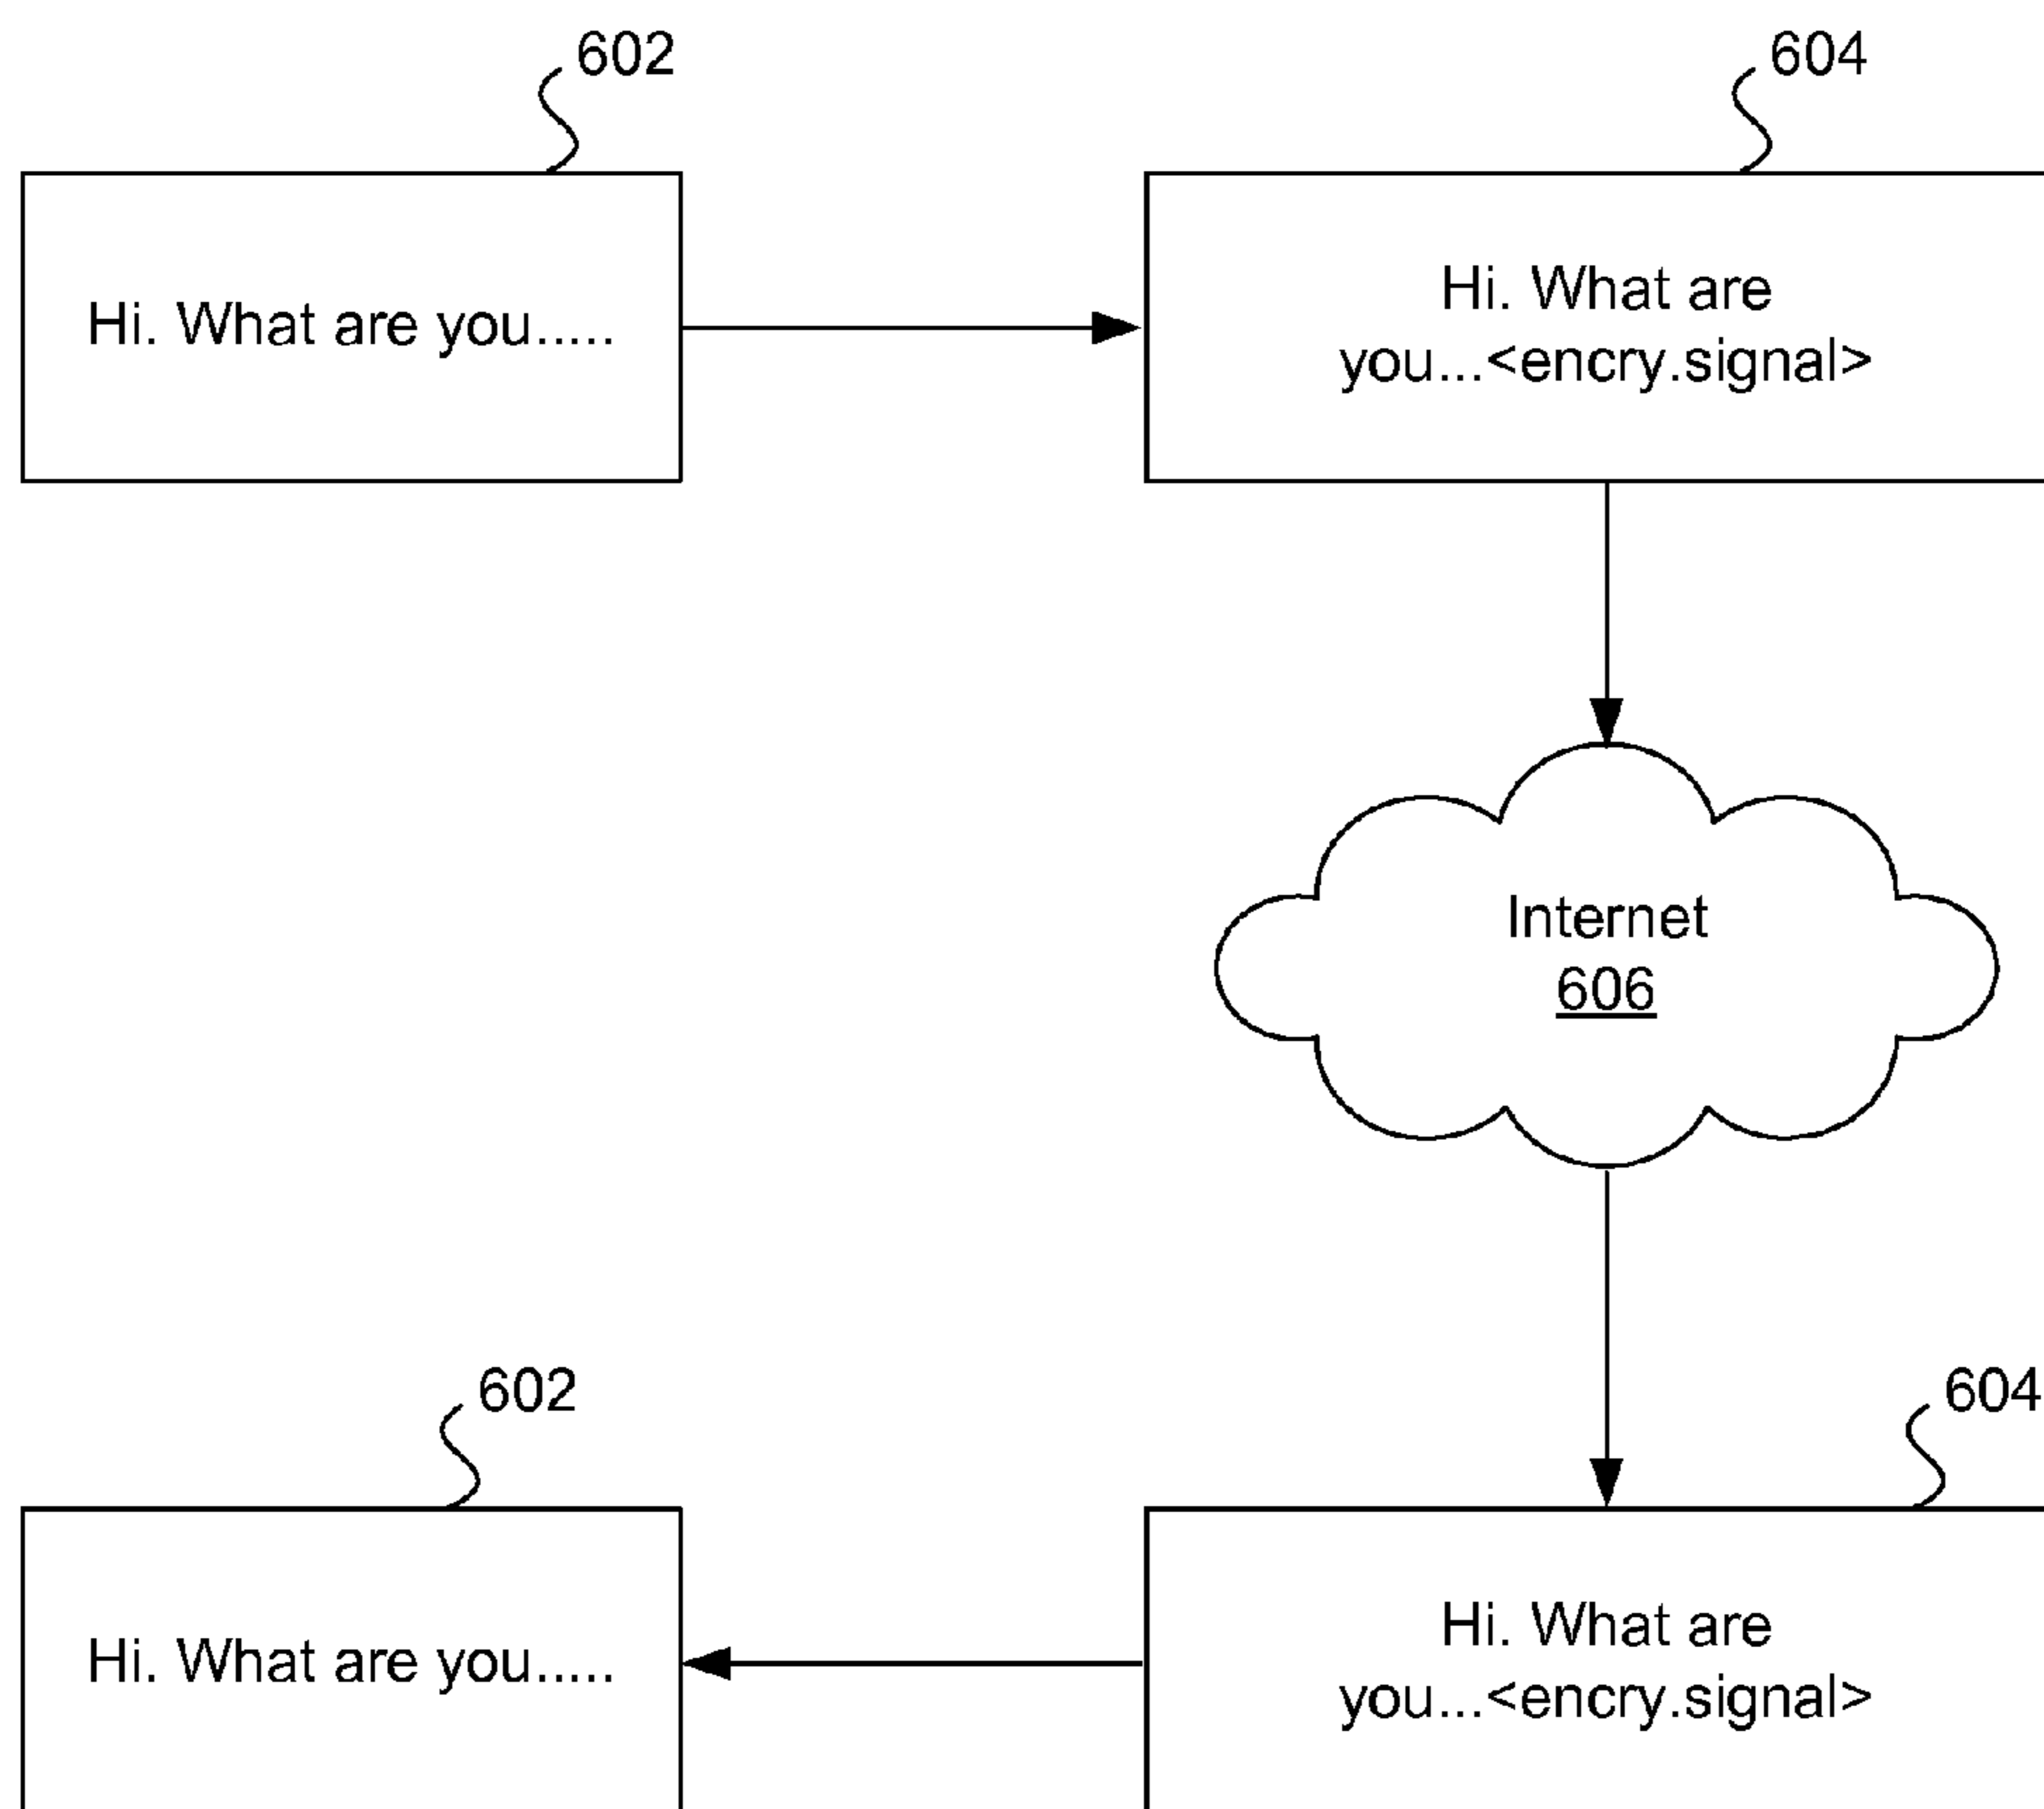 602
604
Hi. What are you.....
Hi. What are
you...<encry.signal>
Internet
606
602
604
Hi. What are you.....
Hi. What are
you...<encry.signal>